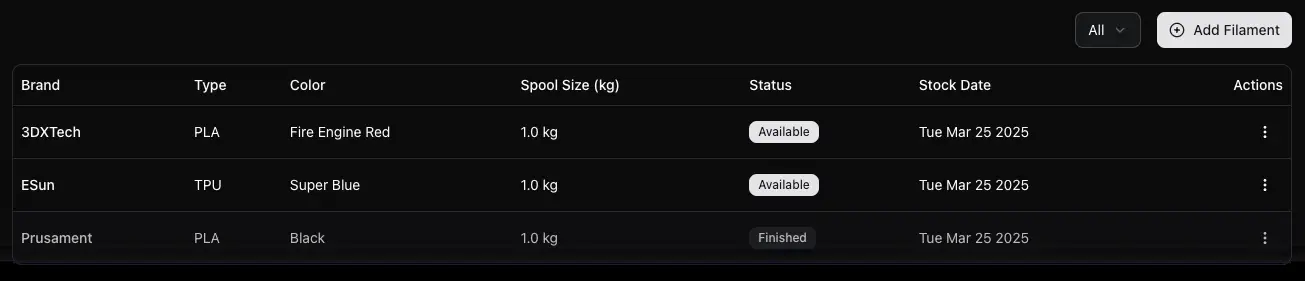 All
Add Filament
Brand Type Color Spool Size (kg) Status Stock Date Actions
3DXTech PLA Fire Engine Red 1.0 kg Available Tue Mar 25 2025
ESun TPU Super Blue 1.0 kg Available Tue Mar 25 2025
Prusament PLA Black 1.0 kg Finished Tue Mar 25 2025